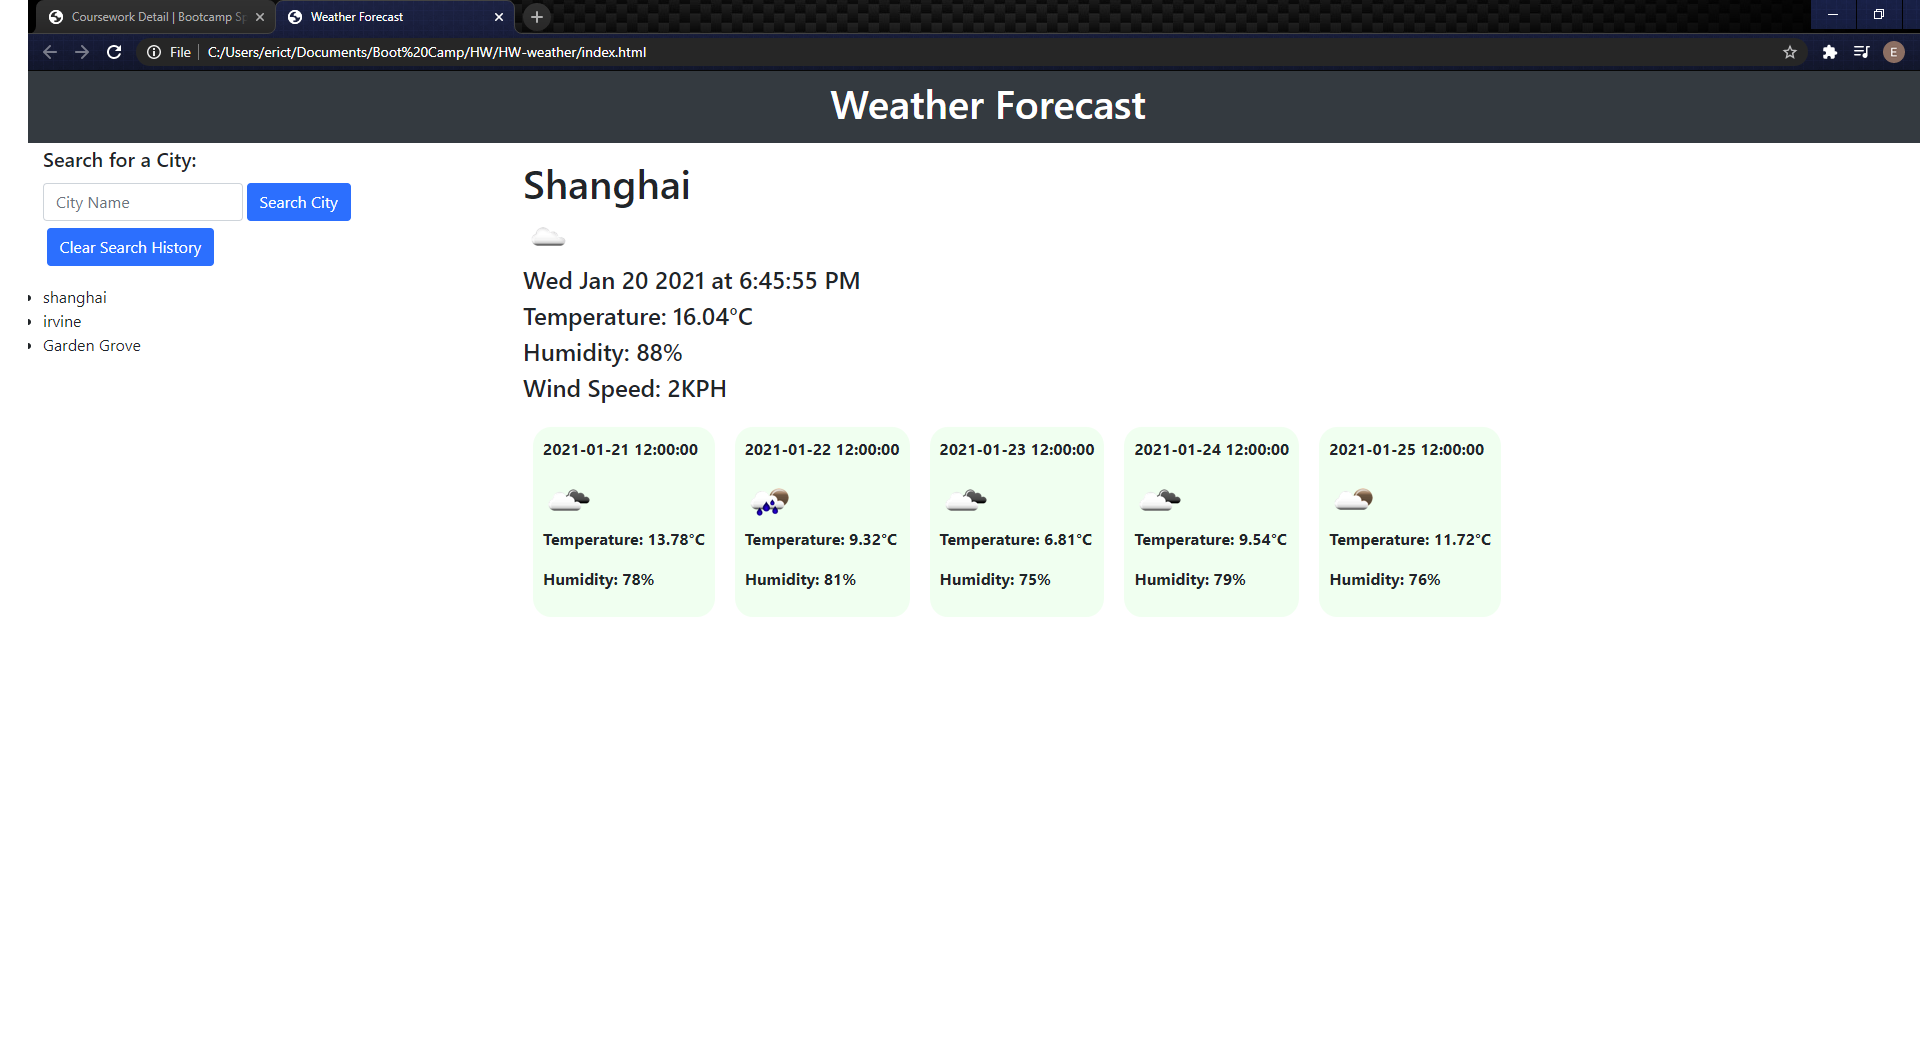 Coursework Detail | Bootcamp Sp
Weather Forecast
File
C:/Users/erict/Documents/Boot%20Camp/HW/HW-weather/index.html
E
Weather Forecast
Search for a City:
City Name
Search City
Clear Search History
shanghai
irvine
Garden Grove
Shanghai
Wed Jan 20 2021 at 6:45:55 PM
Temperature: 16.04°C
Humidity: 88%
Wind Speed: 2KPH
2021-01-21 12:00:00
Temperature: 13.78°C
Humidity: 78%
2021-01-22 12:00:00
Temperature: 9.32°C
Humidity: 81%
2021-01-23 12:00:00
Temperature: 6.81°C
Humidity: 75%
2021-01-24 12:00:00
Temperature: 9.54°C
Humidity: 79%
2021-01-25 12:00:00
Temperature: 11.72°C
Humidity: 76%